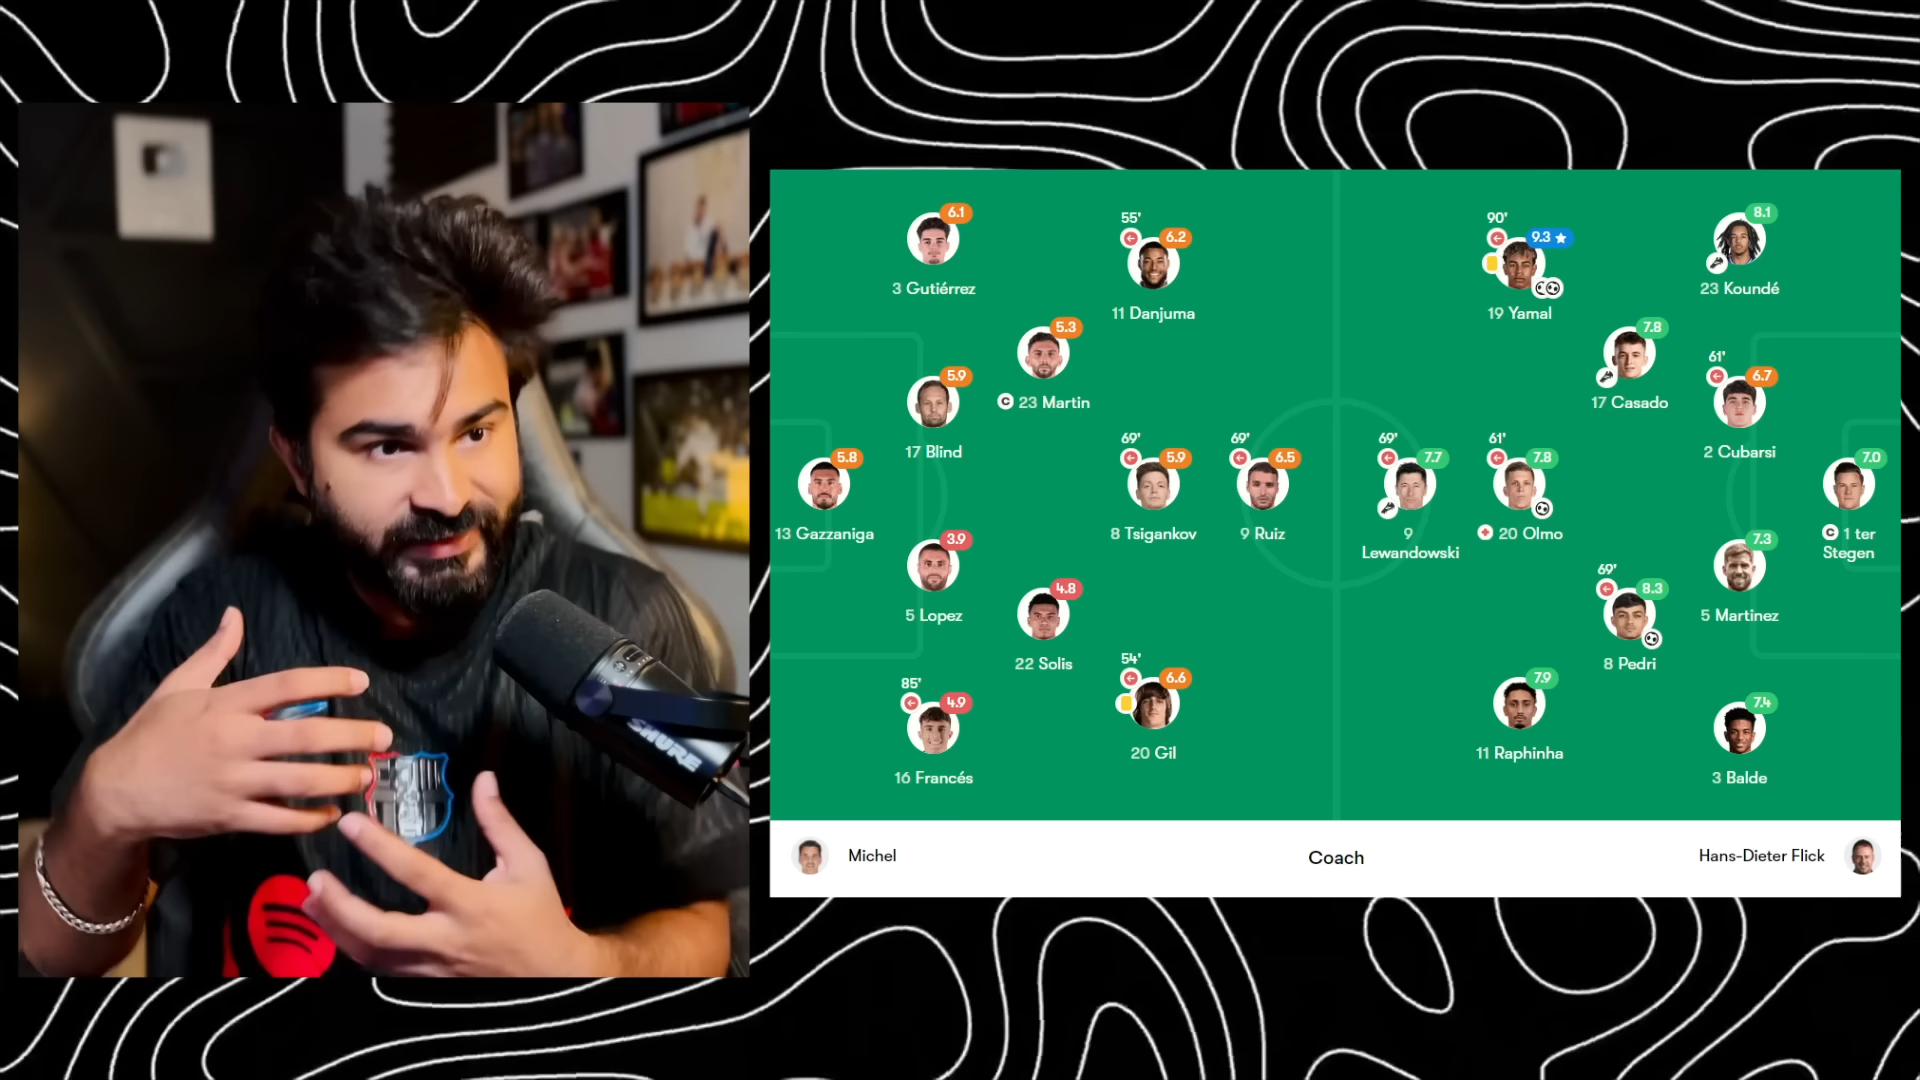 6.1
3 Gutiérrez
55'
6.2
11 Danjuma
5.3
C 23 Martin
5.9
17 Blind
5.8
13 Gazzaniga
69'
5.9
8 Tsigankov
69'
6.5
9 Ruiz
3.9
5 Lopez
4.8
22 Solis
54'
6.6
20 Gil
85'
4.9
16 Francés
90'
9.3
19 Yamal
8.1
23 Koundé
7.8
17 Casado
61'
6.7
2 Cubarsi
69'
7.7
9
Lewandowski
61'
7.8
20 Olmo
7.0
C 1 ter
Stegen
7.3
5 Martinez
69'
8.3
8 Pedri
7.9
11 Raphinha
7.4
3 Balde
Michel
Coach
Hans-Dieter Flick
SHURE